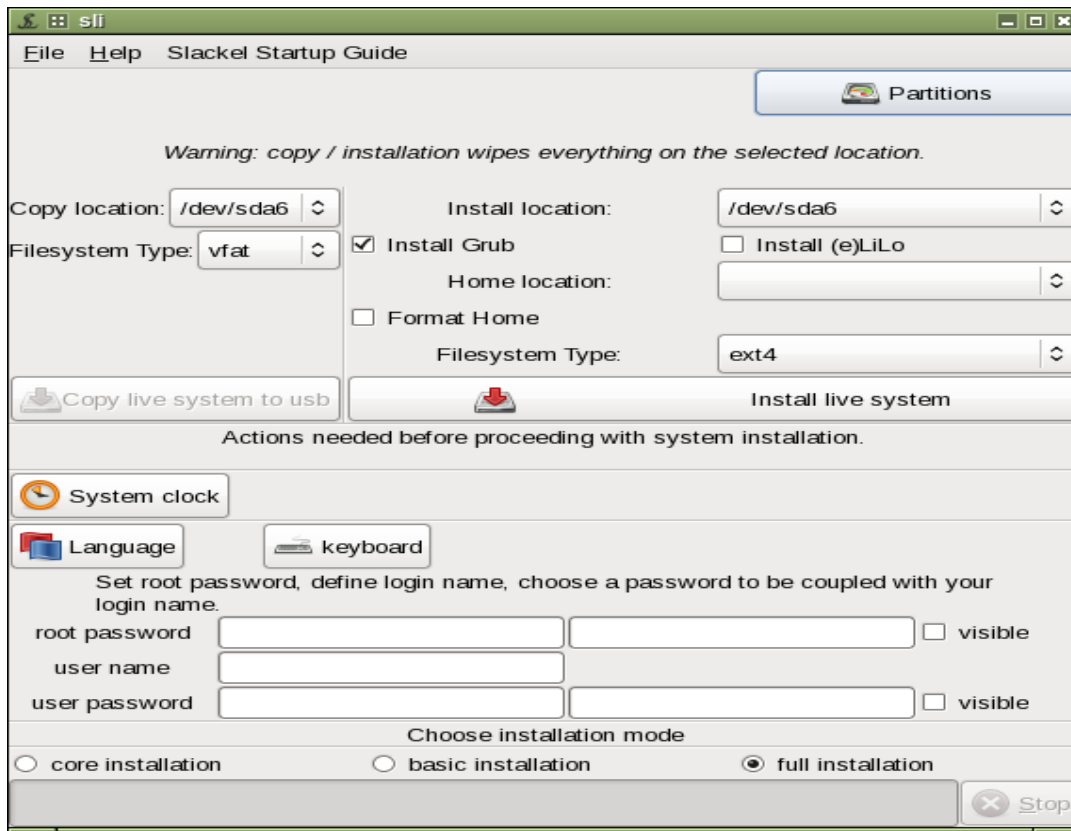 sli
File Help Slackel Startup Guide
Partitions
Warning: copy / installation wipes everything on the selected location.
Copy location: /dev/sda6 Install location: /dev/sda6
Filesystem Type: vfat Install Grub Install (e)LiLo
Home location:
Format Home
Filesystem Type: ext4
Copy live system to usb Install live system
Actions needed before proceeding with system installation.
System clock
Language keyboard
Set root password, define login name, choose a password to be coupled with your
login name.
root password visible
user name
user password visible
Choose installation mode
core installation basic installation full installation
Stop